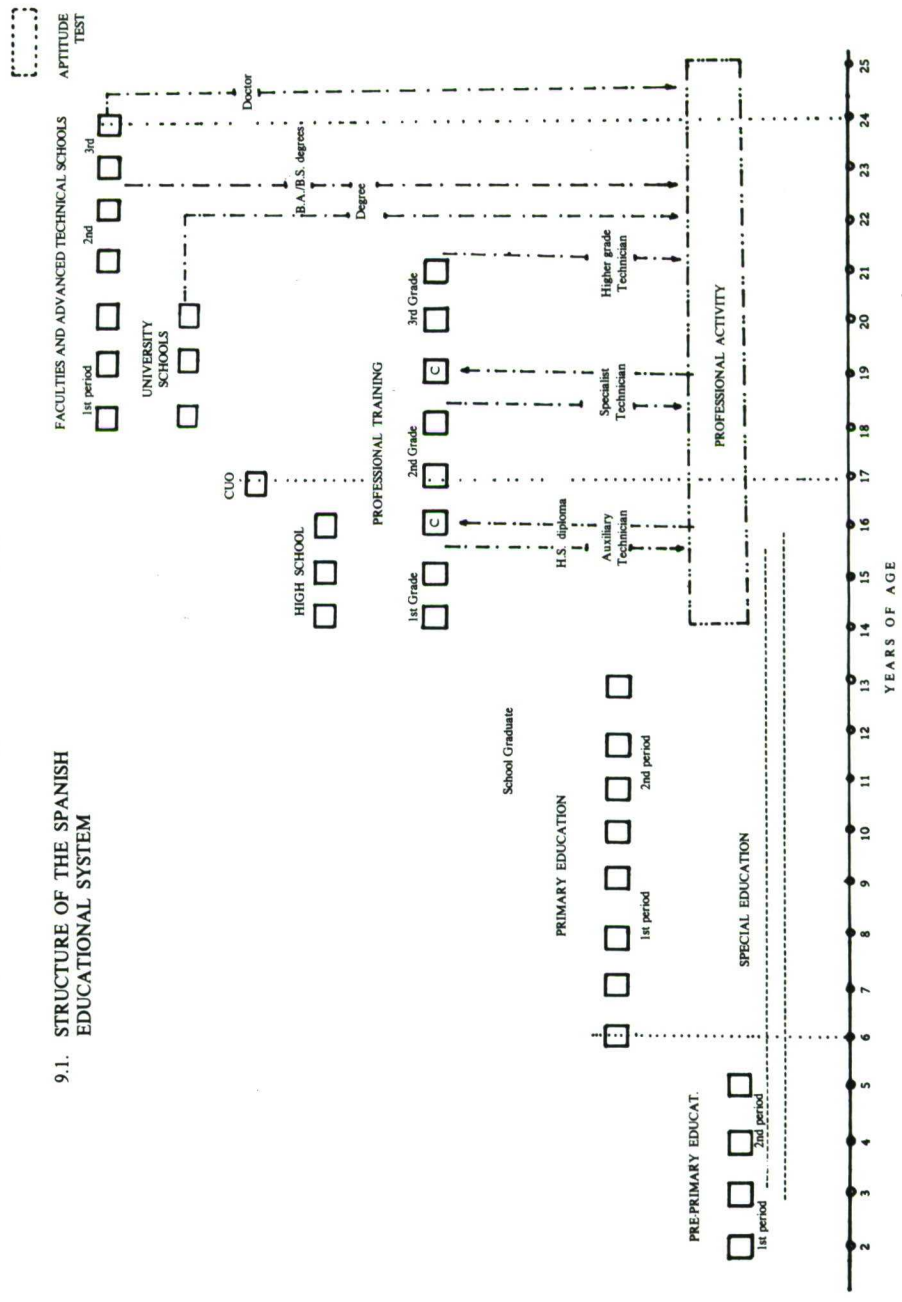 9.1. STRUCTURE OF THE SPANISH
EDUCATIONAL SYSTEM
APTITUDE
TEST
FACULTIES AND ADVANCED TECHNICAL SCHOOLS
1st period
2nd
3rd
UNIVERSITY
SCHOOLS
Doctor
B.A./B.S. degrees
Degree
CUO
HIGH SCHOOL
PROFESSIONAL TRAINING
1st Grade
2nd Grade
3rd Grade
C
C
School Graduate
H.S. diploma
Auxiliary
Technician
Specialist
Technician
Higher grade
Technician
PRIMARY EDUCATION
1st period
2nd period
PROFESSIONAL ACTIVITY
PRE-PRIMARY EDUCAT.
1st period
2nd period
SPECIAL EDUCATION
2 3 4 5 6 7 8 9 10 11 12 13 14 15 16 17 18 19 20 21 22 23 24 25
YEARS OF AGE